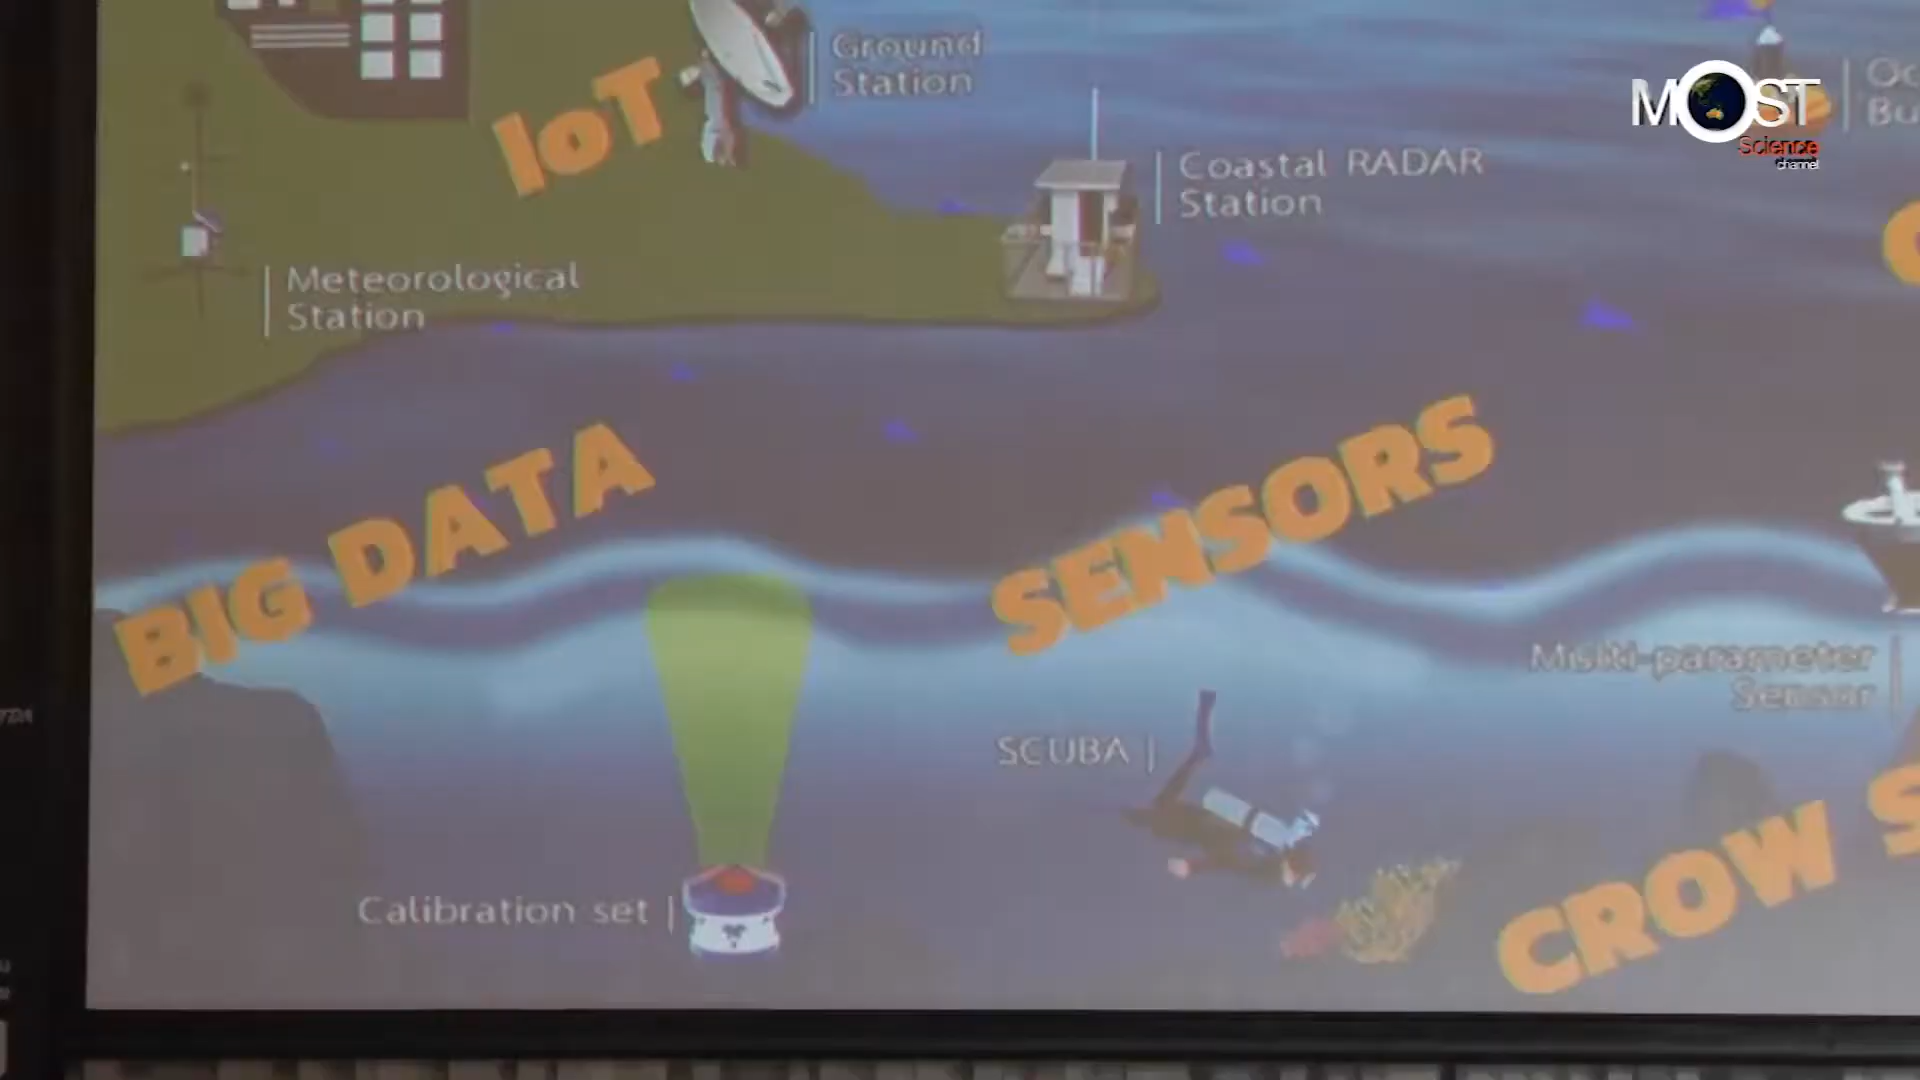 IoT
Ground
Station
MOST
Science
channel
Coastal RADAR
Station
Meteorological
Station
BIG DATA
SENSORS
Multi-parameter
Sensor
SCUBA
Calibration set
CROW